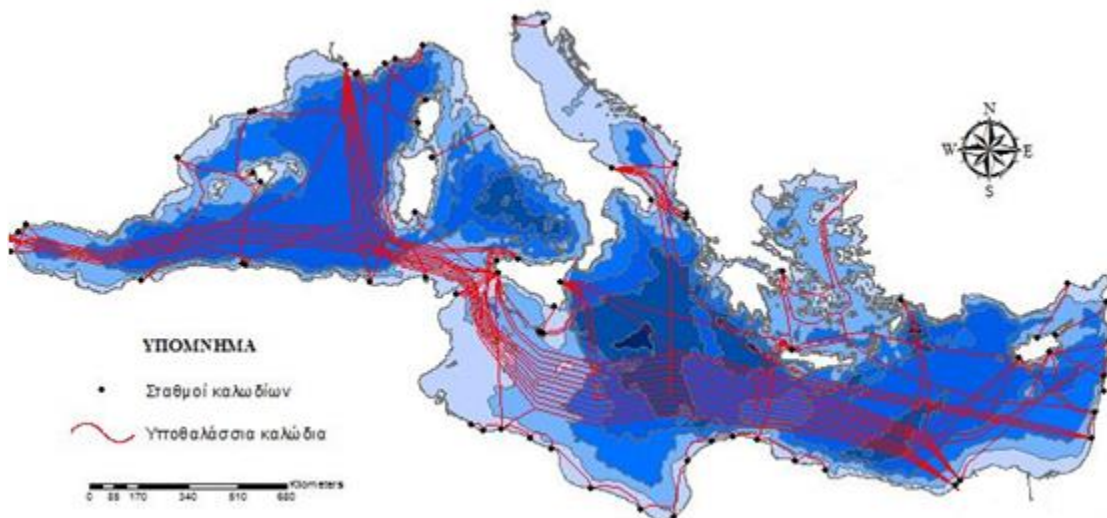 N
W E
S
ΥΠΟΜΝΗΜΑ
Σταθμοί καλωδίων
Υποθαλάσσια καλώδια
Kilometers
0 85 170 340 510 680